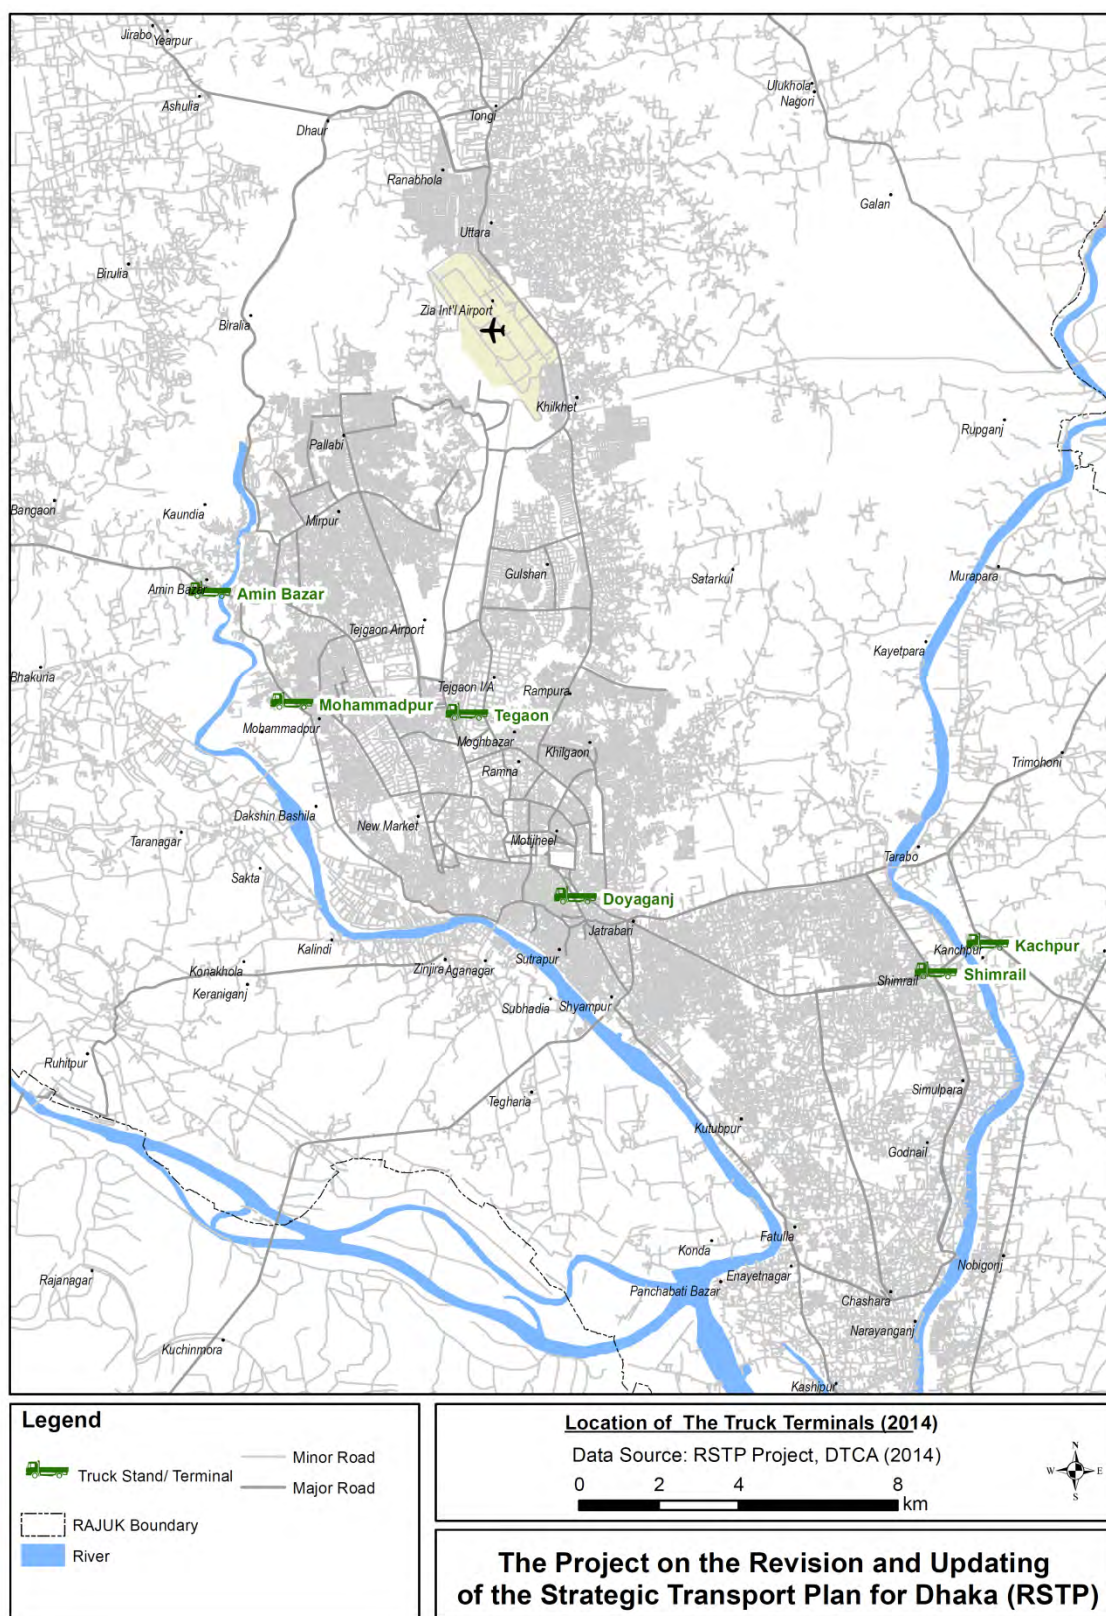 Jirabo
Yearpur
Ashulia
Dhaur
Tongi
Ulukhola
Nagori
Ranabhola
Galan
Uttara
Birulia
Zia Int'l Airport
Biralia
Khilkhet
Rupganj
Pallabi
Bangaon
Kaundia
Mirpur
Gulshan
Satarkul
Murapara
Amin Bazar
Amin Bazar
Tejgaon Airport
Kayetpara
Bhakuria
Tejgaon I/A
Rampura
Mohammadpur
Tegaon
Mohammadpur
Moghbazar
Khilgaon
Trimohoni
Ramna
Dakshin Bashila
New Market
Motijheel
Taranagar
Tarabo
Sakta
Doyaganj
Jatrabari
Kalindi
Kanchpur
Kachpur
Sutrapur
Konakhola
Zinjira
Aganagar
Shimrail
Shimrail
Keraniganj
Subhadia
Shyampur
Ruhitpur
Simulpara
Tegharia
Kutubpur
Godnail
Fatulla
Konda
Nobigonj
Rajanagar
Enayetnagar
Panchabati Bazar
Chashara
Narayanganj
Kuchinmora
Kashipur
Legend
Truck Stand/ Terminal
Minor Road
Major Road
RAJUK Boundary
River
Location of The Truck Terminals (2014)
Data Source: RSTP Project, DTCA (2014)
0 2 4 8
km
N
W E
S
The Project on the Revision and Updating
of the Strategic Transport Plan for Dhaka (RSTP)